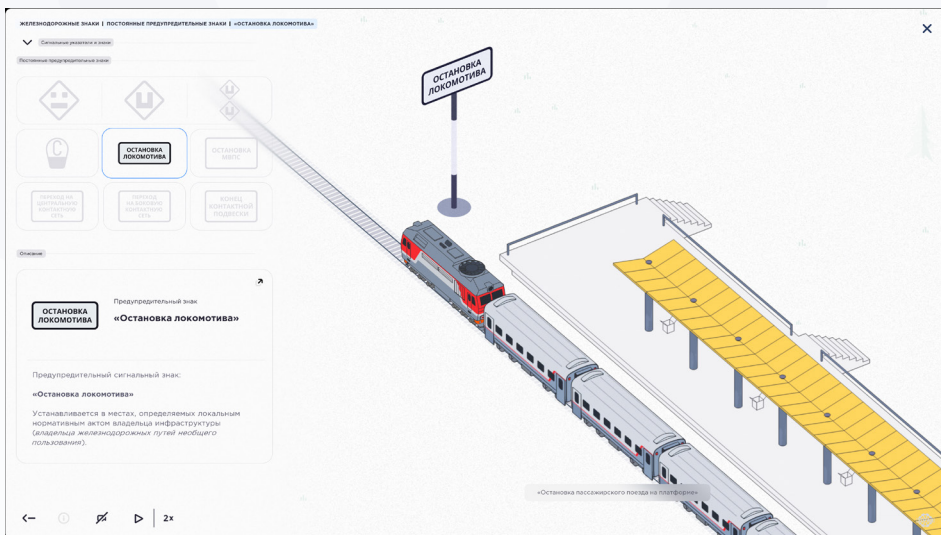 ЖЕЛЕЗНОДОРОЖНЫЕ ЗНАКИ | ПОСТОЯННЫЕ ПРЕДУПРЕДИТЕЛЬНЫЕ ЗНАКИ | «ОСТАНОВКА ЛОКОМОТИВА»
Сигнальные указатели и знаки
Постоянные предупредительные знаки
С
ОСТАНОВКА
ЛОКОМОТИВА
ОСТАНОВКА
МВПС
ПЕРЕХОД НА
ЦЕНТРАЛЬНУЮ
КОНТАКТНУЮ
СЕТЬ
ПЕРЕХОД
НА БОКОВУЮ
КОНТАКТНУЮ
СЕТЬ
КОНЕЦ
КОНТАКТНОЙ
ПОДВЕСКИ
Описание
ОСТАНОВКА
ЛОКОМОТИВА
Предупредительный знак
«Остановка локомотива»
Предупредительный сигнальный знак:
«Остановка локомотива»
Устанавливается в местах, определяемых локальным
нормативным актом владельца инфраструктуры
(владельца железнодорожных путей необщего
пользования).
2x
ОСТАНОВКА
ЛОКОМОТИВА
«Остановка пассажирского поезда на платформе»